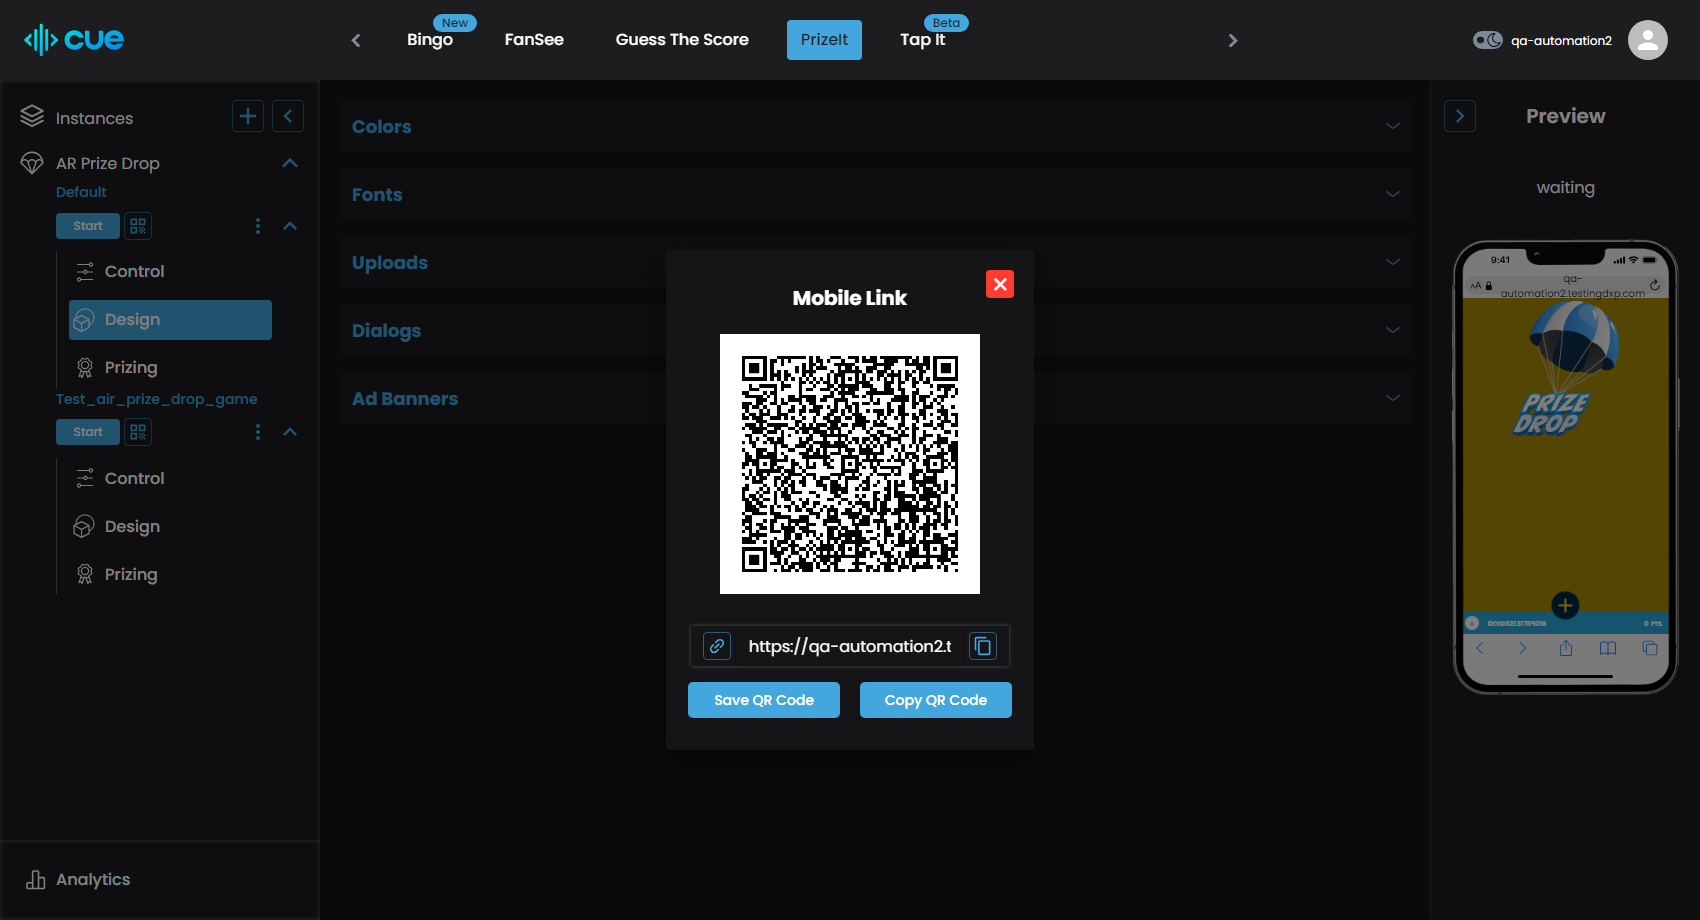 cue
New
Bingo
FanSee
Guess The Score
PrizeIt
Beta
Tap It
qa-automation2
Instances
AR Prize Drop
Default
Start
Control
Design
Prizing
Test_air_prize_drop_game
Start
Control
Design
Prizing
Analytics
Colors
Fonts
Uploads
Dialogs
Ad Banners
Mobile Link
https://qa-automation2.t
Save QR Code
Copy QR Code
Preview
waiting
9:41
AA
qa-
automation2.testingdxp.com
PRIZE
DROP
0 PTS.